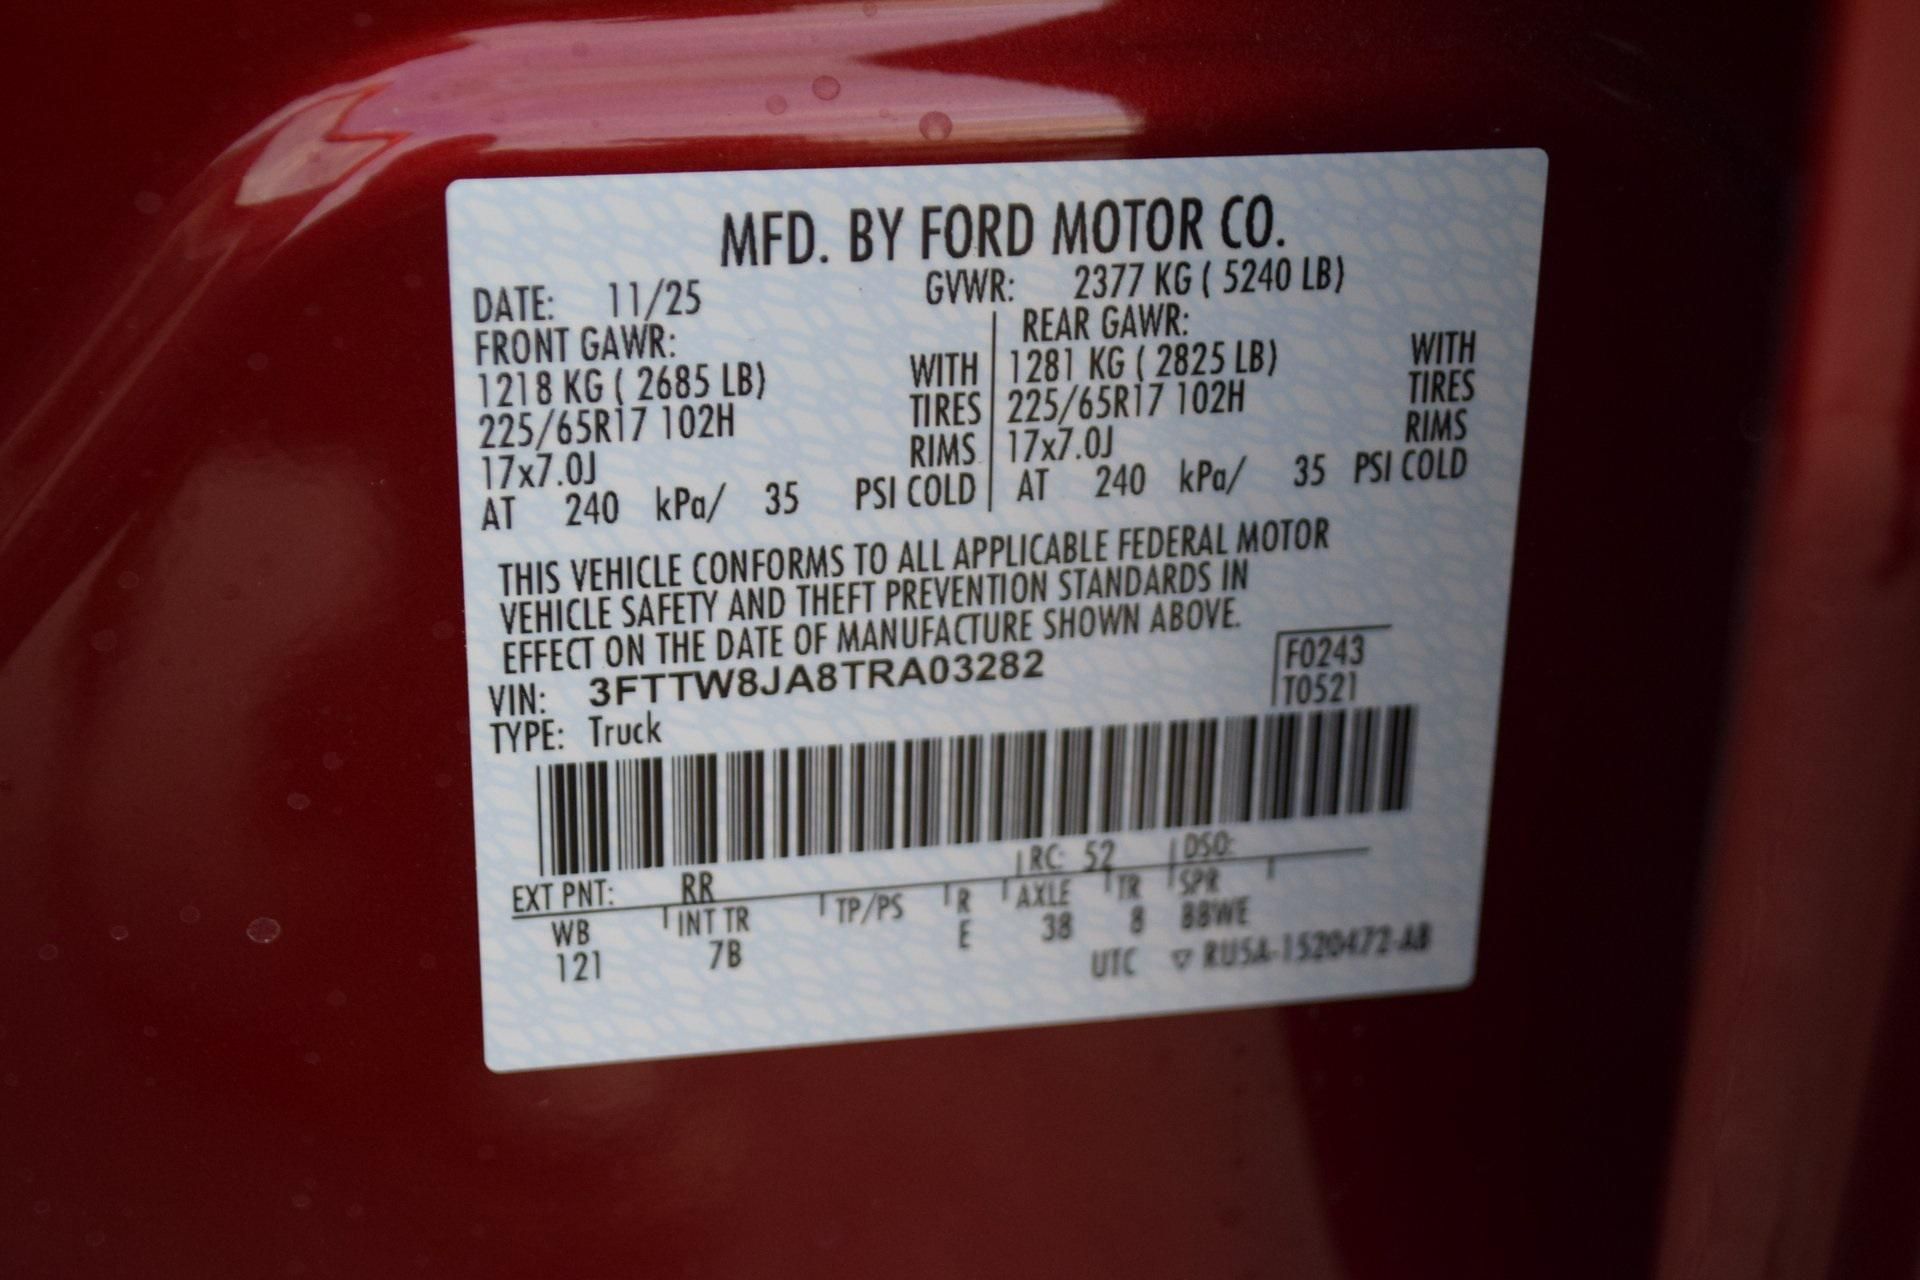 MFD. BY FORD MOTOR CO.
DATE: 11/25 GVWR: 2377 KG ( 5240 LB)
FRONT GAWR: REAR GAWR:
1218 KG ( 2685 LB) WITH 1281 KG ( 2825 LB) WITH
225/65R17 102H TIRES 225/65R17 102H TIRES
17x7.0J RIMS 17x7.0J RIMS
AT 240 kPa/ 35 PSI COLD AT 240 kPa/ 35 PSI COLD
THIS VEHICLE CONFORMS TO ALL APPLICABLE FEDERAL MOTOR
VEHICLE SAFETY AND THEFT PREVENTION STANDARDS IN
EFFECT ON THE DATE OF MANUFACTURE SHOWN ABOVE.
VIN: 3FTTW8JA8TRA03282 F0243
TYPE: Truck T0521
EXT PNT: RR RC: 52 DSO:
WB INT TR TP/PS R AXLE TR SPR
121 7B E 38 8 BBWE
UTC ▽ RU5A-1520472-AB